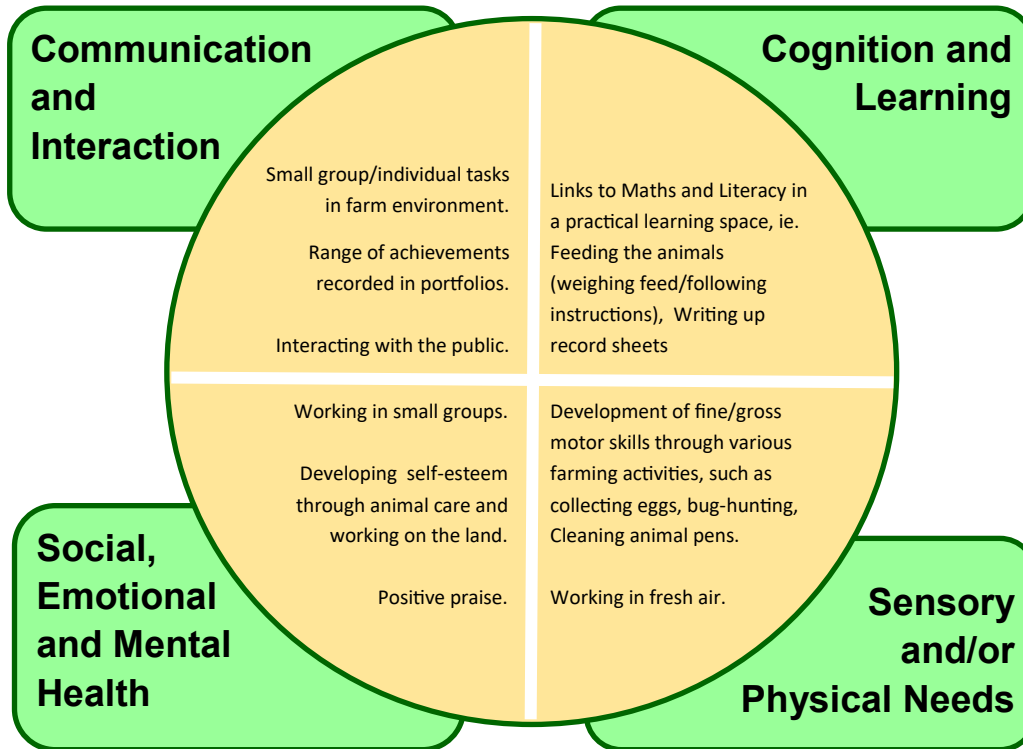 Communication
and
Interaction
Small group/individual tasks
in farm environment.
Range of achievements
recorded in portfolios.
Interacting with the public.
Cognition and
Learning
Links to Maths and Literacy in
a practical learning space, ie.
Feeding the animals
(weighing feed/following
instructions),  Writing up
record sheets
Social,
Emotional
and Mental
Health
Working in small groups.
Developing  self-esteem
through animal care and
working on the land.
Positive praise.
Sensory
and/or
Physical Needs
Development of fine/gross
motor skills through various
farming activities, such as
collecting eggs, bug-hunting,
Cleaning animal pens.
Working in fresh air.